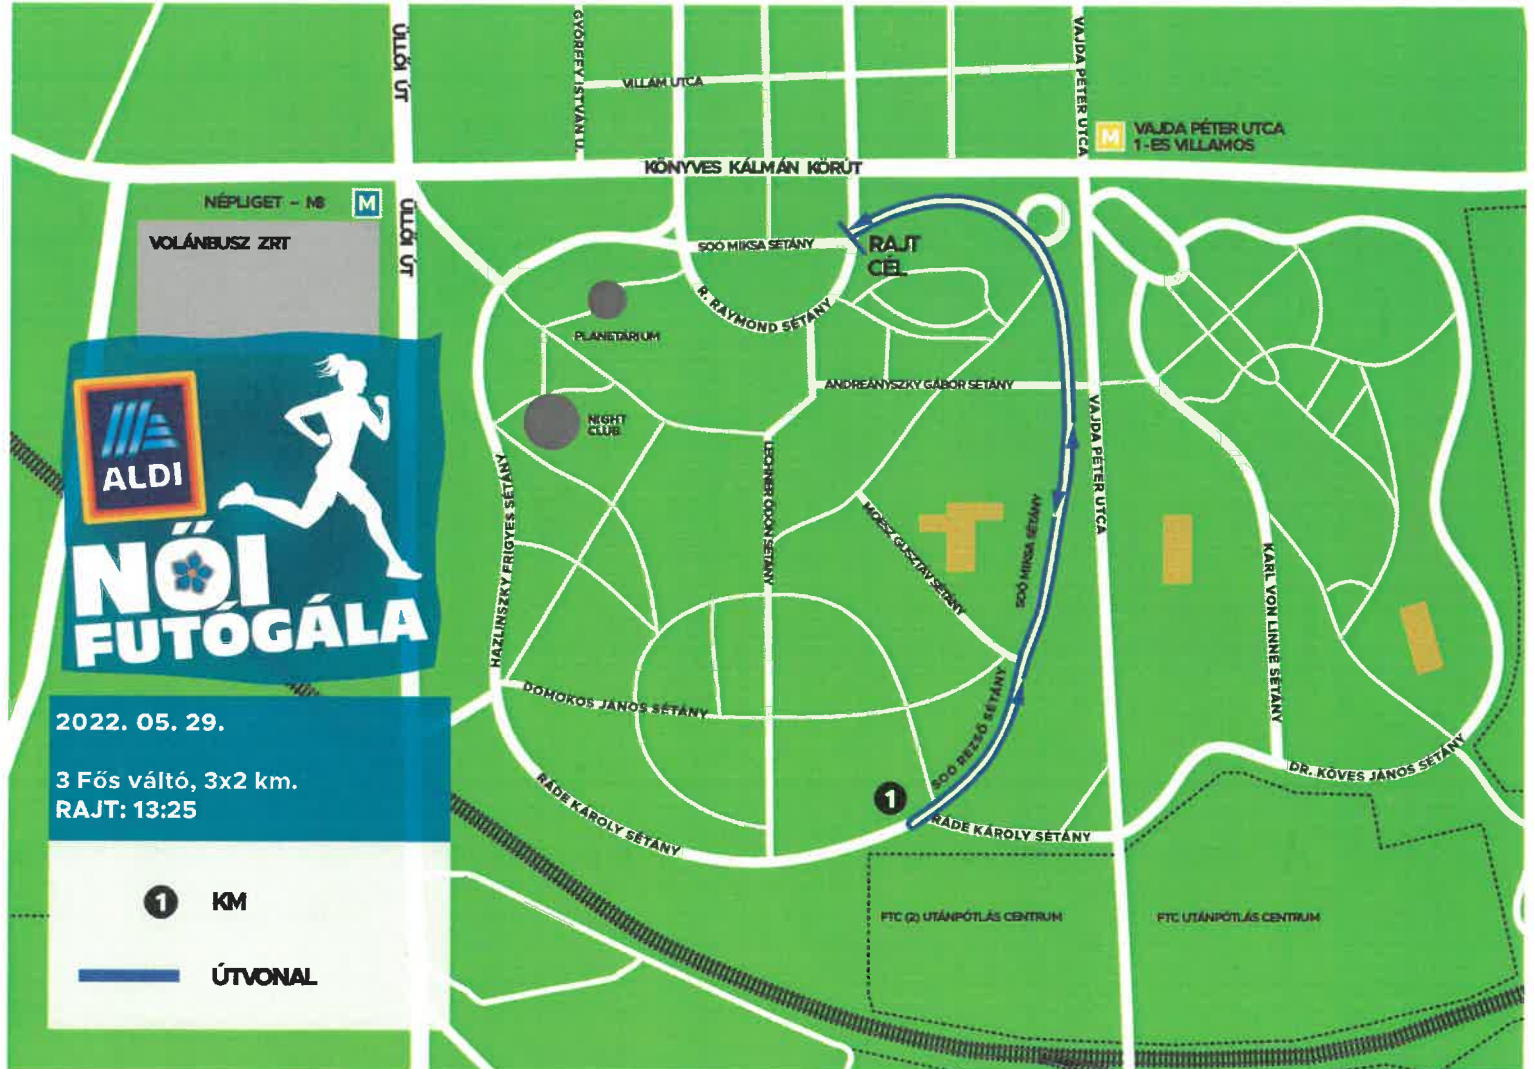 ÜLLŐI ÚT
GYÖRFFY ISTVÁN U.
VILLÁM UTCA
VAJDA PÉTER UTCA
M
VAJDA PÉTER UTCA
1-ES VILLAMOS
KÖNYVES KÁLMÁN KÖRÚT
NÉPLIGET - M3
M
ÜLLŐI ÚT
VOLÁNBUSZ ZRT
SOÓ MIKSA SÉTÁNY
RAJT
CÉL
R. RAYMOND SÉTÁNY
PLANETÁRIUM
ANDREÁNYSZKY GÁBOR SÉTÁNY
NIGHT
CLUB
VAJDA PÉTER UTCA
LECHNER ÖDÖN SÉTÁNY
HAZLINSZKY FRIGYES SÉTÁNY
MOESZ GUSZTÁV SÉTÁNY
SOÓ MIKSA SÉTÁNY
KARL VON LINNÉ SÉTÁNY
ALDI
NŐI
FUTÓGÁLA
DOMOKOS JÁNOS SÉTÁNY
SOÓ REZSŐ SÉTÁNY
DR. KÖVES JÁNOS SÉTÁNY
RÁDE KÁROLY SÉTÁNY
1
RÁDE KÁROLY SÉTÁNY
2022. 05. 29.
3 Fős váltó, 3x2 km.
RAJT: 13:25
1 KM
ÚTVONAL
FTC (2) UTÁNPÓTLÁS CENTRUM
FTC UTÁNPÓTLÁS CENTRUM